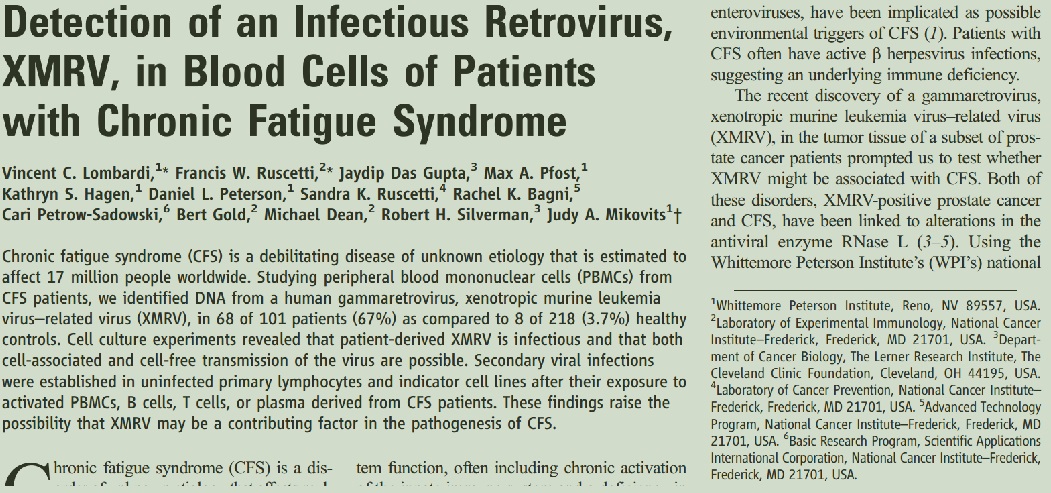 Detection of an Infectious Retrovirus,
XMRV, in Blood Cells of Patients
with Chronic Fatigue Syndrome
Vincent C. Lombardi,1* Francis W. Ruscetti,2* Jaydip Das Gupta,3 Max A. Pfost,1
Kathryn S. Hagen,1 Daniel L. Peterson,1 Sandra K. Ruscetti,4 Rachel K. Bagni,5
Cari Petrow-Sadowski,6 Bert Gold,2 Michael Dean,2 Robert H. Silverman,3 Judy A. Mikovits1†
Chronic fatigue syndrome (CFS) is a debilitating disease of unknown etiology that is estimated to
affect 17 million people worldwide. Studying peripheral blood mononuclear cells (PBMCs) from
CFS patients, we identified DNA from a human gammaretrovirus, xenotropic murine leukemia
virus–related virus (XMRV), in 68 of 101 patients (67%) as compared to 8 of 218 (3.7%) healthy
controls. Cell culture experiments revealed that patient-derived XMRV is infectious and that both
cell-associated and cell-free transmission of the virus are possible. Secondary viral infections
were established in uninfected primary lymphocytes and indicator cell lines after their exposure to
activated PBMCs, B cells, T cells, or plasma derived from CFS patients. These findings raise the
possibility that XMRV may be a contributing factor in the pathogenesis of CFS.
Chronic fatigue syndrome (CFS) is a dis-
tem function, often including chronic activation
enteroviruses, have been implicated as possible
environmental triggers of CFS (1). Patients with
CFS often have active β herpesvirus infections,
suggesting an underlying immune deficiency.
The recent discovery of a gammaretrovirus,
xenotropic murine leukemia virus–related virus
(XMRV), in the tumor tissue of a subset of pros-
tate cancer patients prompted us to test whether
XMRV might be associated with CFS. Both of
these disorders, XMRV-positive prostate cancer
and CFS, have been linked to alterations in the
antiviral enzyme RNase L (3–5). Using the
Whittemore Peterson Institute's (WPI's) national
1Whittemore Peterson Institute, Reno, NV 89557, USA.
2Laboratory of Experimental Immunology, National Cancer
Institute–Frederick, Frederick, MD 21701, USA. 3Depart-
ment of Cancer Biology, The Lerner Research Institute, The
Cleveland Clinic Foundation, Cleveland, OH 44195, USA.
4Laboratory of Cancer Prevention, National Cancer Institute–
Frederick, Frederick, MD 21701, USA. 5Advanced Technology
Program, National Cancer Institute–Frederick, Frederick, MD
21701, USA. 6Basic Research Program, Scientific Applications
International Corporation, National Cancer Institute–Frederick,
Frederick, MD 21701, USA.